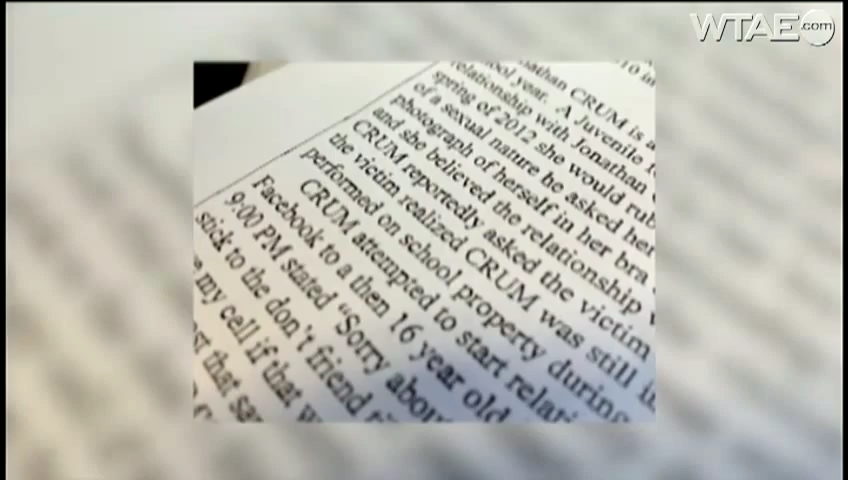 WTAE.com
CRUM is a
year. A Juvenile
relationship with Jonathan
spring of 2012 she would rub
of a sexual nature he asked her
photograph of herself in her bra
and she believed the relationship
CRUM reportedly asked the victim
the victim realized CRUM was still
performed on school property during
CRUM attempted to start relati
Facebook to a then 16 year old
9:00 PM stated "Sorry abou
stick to the don't friend
my cell if that
that